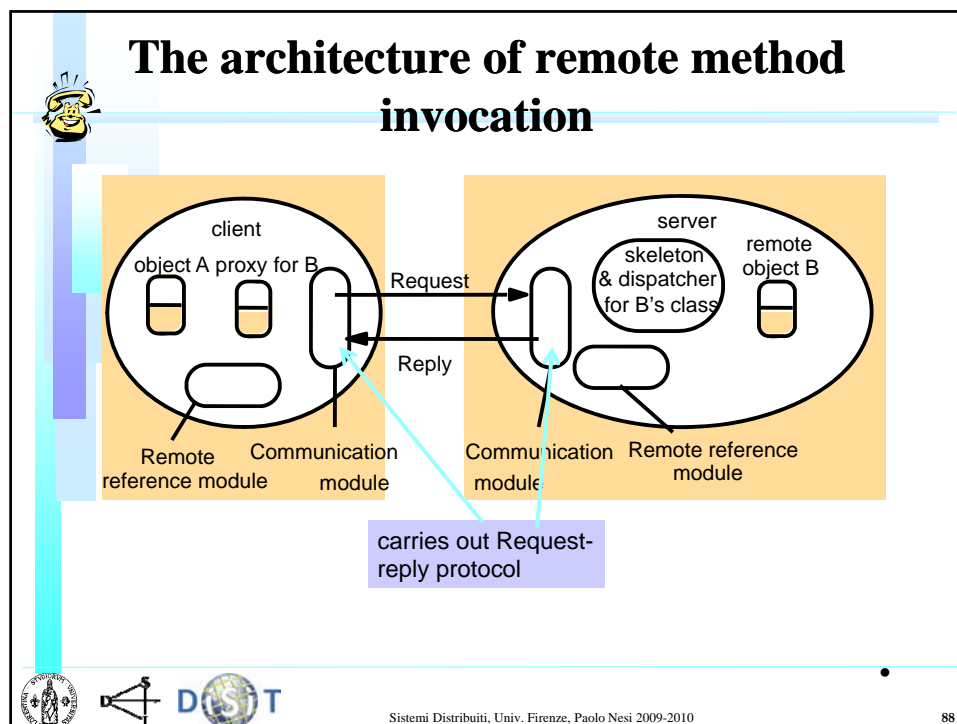 The architecture of remote method
invocation
client
object A proxy for B
Request
Reply
server
skeleton
& dispatcher
for B's class
remote
object B
Remote
reference module
Communication
module
Communication
module
Remote reference
module
carries out Request-
reply protocol
•
DISIT
Sistemi Distribuiti, Univ. Firenze, Paolo Nesi 2009-2010
88